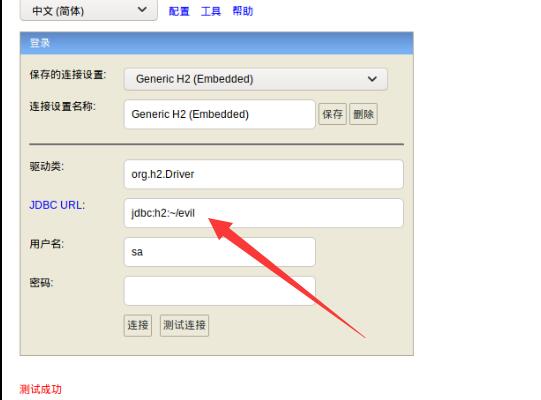 中文 (简体) 配置 工具 帮助
登录
保存的连接设置: Generic H2 (Embedded)
连接设置名称: Generic H2 (Embedded) 保存 删除
驱动类: org.h2.Driver
JDBC URL: jdbc:h2:~/evil
用户名: sa
密码:
连接 测试连接
测试成功